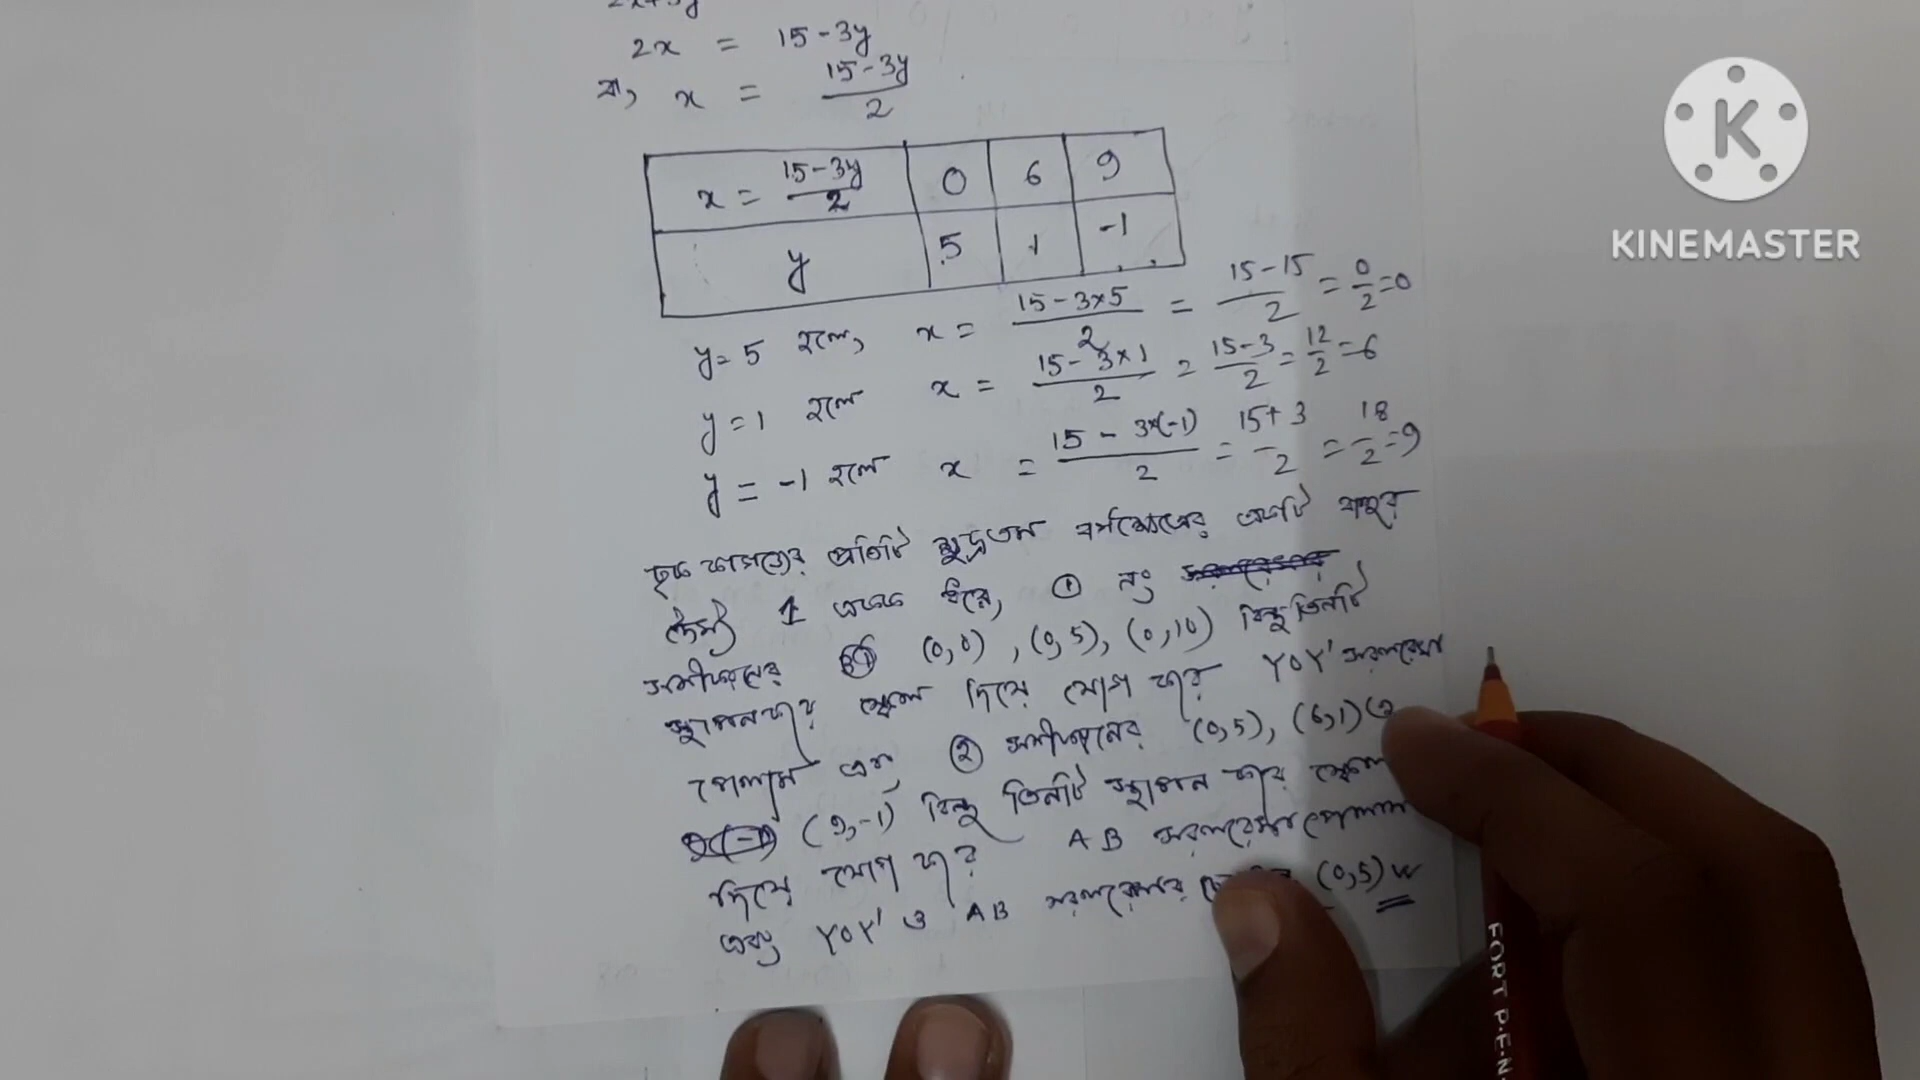 2x = 15-3y
বা, x = 15-3y / 2
x = 15-3y / 2 0 6 9
y 5 1 -1
y= 5 হলে, x = 15-3×5 / 2 = 15-15 / 2 = 0/2 =0
y=1 হলে x = 15-3×1 / 2 = 15-3 / 2 = 12/2 =6
y = -1 হলে x = 15-3×(-1) / 2 = 15+3 / 2 = 18/2 =9
ছক কাগজের প্রতিটি ক্ষুদ্রতম বর্গক্ষেত্রের একটি বাহুর
দৈর্ঘ্য 1 একক ধরে, ① নং
সমীকরণের (0,0), (0,5), (0,10) বিন্দু তিনটি
স্থাপন করে স্কেল দিয়ে যোগ করে YOY' সরলরেখা
পেলাম এবং ② সমীকরণের (0,5), (6,1) ও
(9,-1) বিন্দু তিনটি স্থাপন করে স্কেল
দিয়ে যোগ করে AB সরলরেখা পেলাম
এবং YOY' ও AB সরলরেখার (0,5)
KINEMASTER
FORT P-E-N